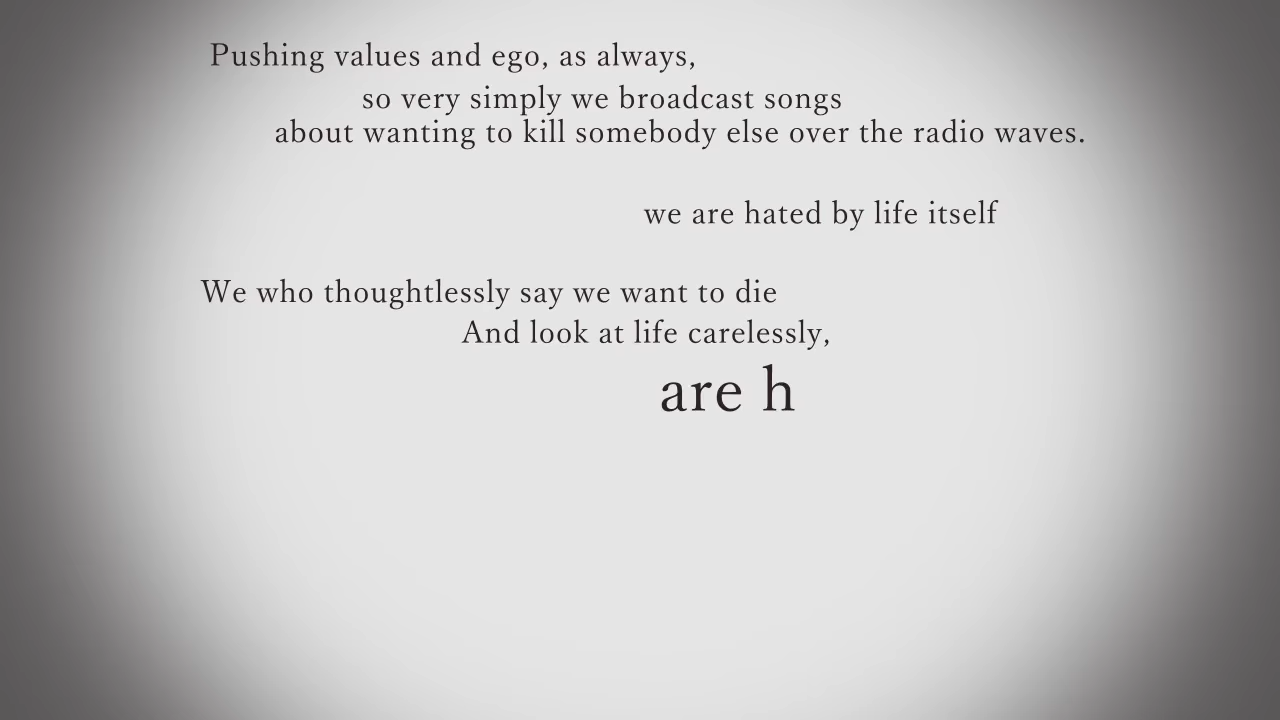 Pushing values and ego, as always,
so very simply we broadcast songs
about wanting to kill somebody else over the radio waves.
we are hated by life itself
We who thoughtlessly say we want to die
And look at life carelessly,
are h